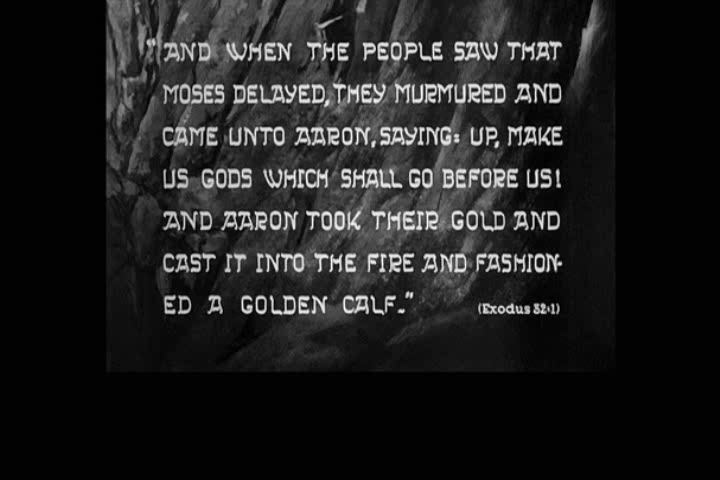 "AND WHEN THE PEOPLE SAW THAT
MOSES DELAYED, THEY MURMURED AND
CAME UNTO AARON, SAYING: UP, MAKE
US GODS WHICH SHALL GO BEFORE US!
AND AARON TOOK THEIR GOLD AND
CAST IT INTO THE FIRE AND FASHION-
ED A GOLDEN CALF."
(Exodus 32:1)